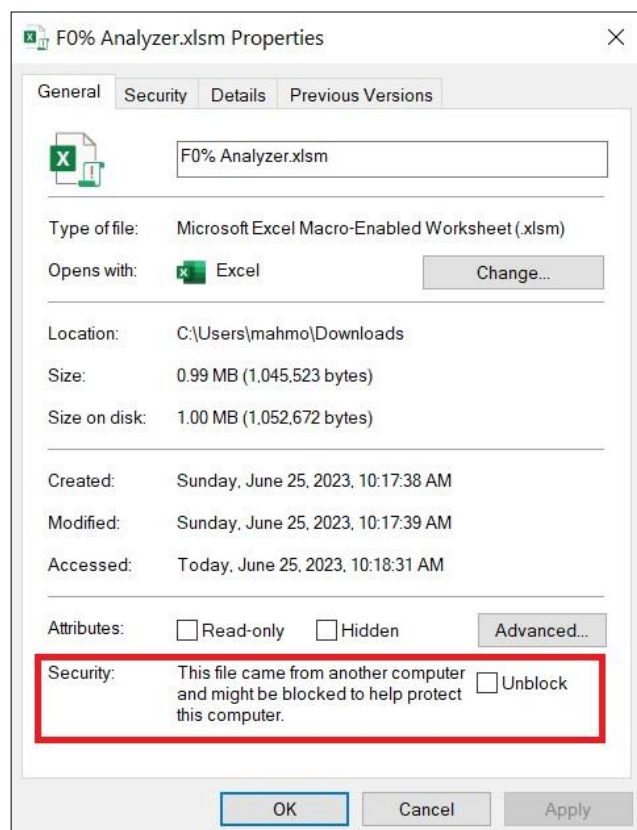 F0% Analyzer.xlsm Properties
General Security Details Previous Versions
F0% Analyzer.xlsm
Type of file: Microsoft Excel Macro-Enabled Worksheet (.xlsm)
Opens with: Excel Change...
Location: C:\Users\mahmo\Downloads
Size: 0.99 MB (1,045,523 bytes)
Size on disk: 1.00 MB (1,052,672 bytes)
Created: Sunday, June 25, 2023, 10:17:38 AM
Modified: Sunday, June 25, 2023, 10:17:39 AM
Accessed: Today, June 25, 2023, 10:18:31 AM
Attributes: Read-only Hidden Advanced...
Security: This file came from another computer
and might be blocked to help protect
this computer.
Unblock
OK Cancel Apply